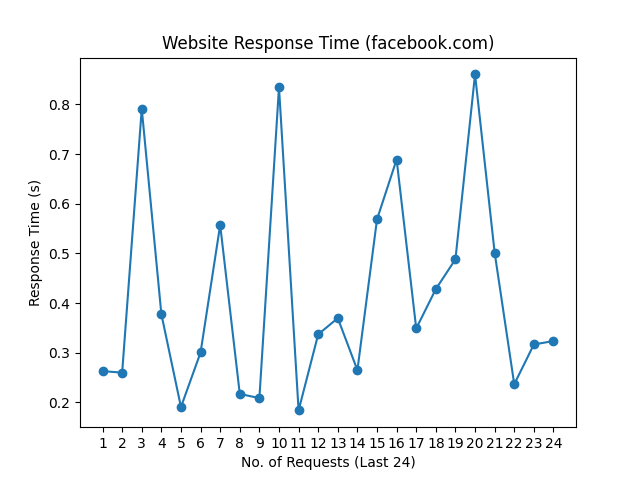 Website Response Time (facebook.com)
Response Time (s)
0.8
0.7
0.6
0.5
0.4
0.3
0.2
1 2 3 4 5 6 7 8 9 10 11 12 13 14 15 16 17 18 19 20 21 22 23 24
No. of Requests (Last 24)